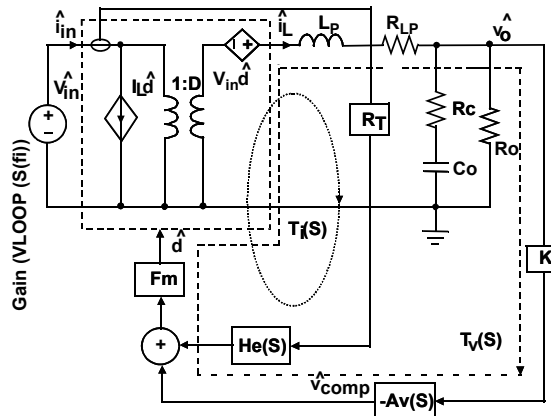 î_in
î_L
L_P
R_LP
v̂_o
+
V̂_in
I_L d̂
1:D
V_in d̂
R_T
Rc
Ro
Co
T_i(S)
d̂
K
Fm
T_v(S)
+
He(S)
v̂_comp
-Av(S)
Gain (VLOOP (S(fi))